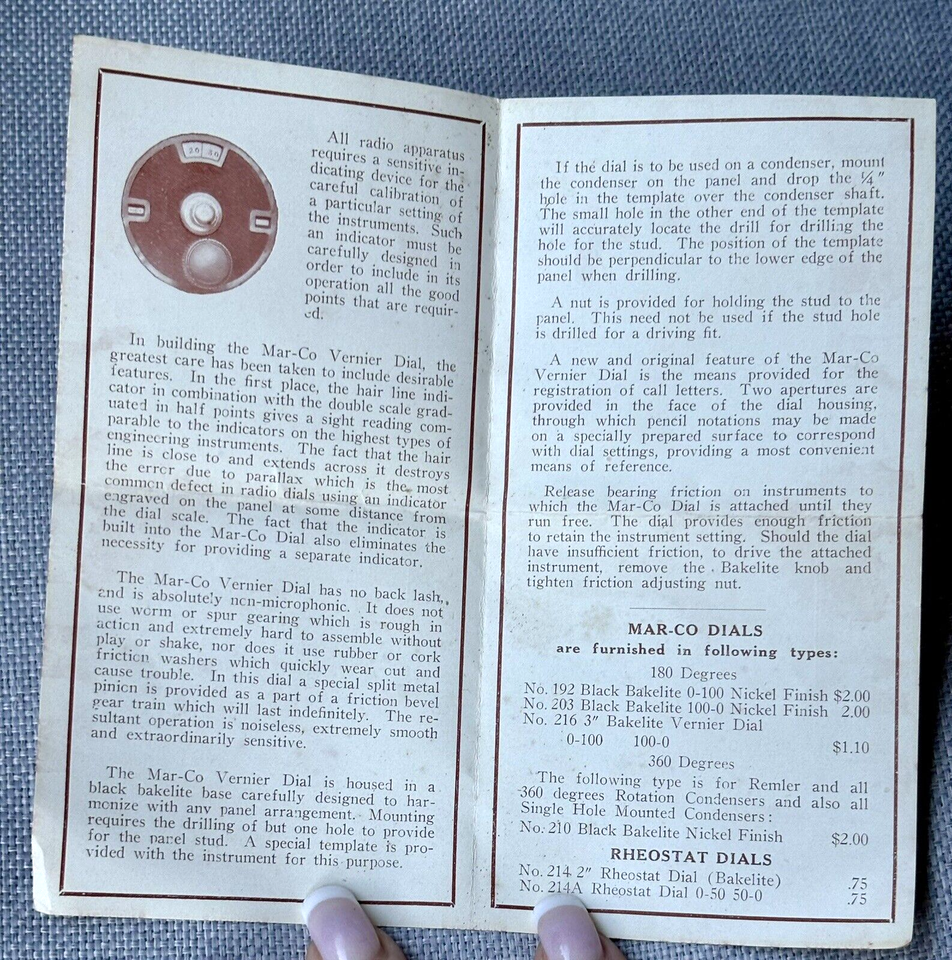 20 30
All radio apparatus
requires a sensitive in-
dicating device for the
careful calibration of
a particular setting of
the instruments. Such
an indicator must be
carefully designed in
order to include in its
operation all the good
points that are requir-
ed.
In building the Mar-Co Vernier Dial, the
greatest care has been taken to include desirable
features. In the first place, the hair line indi-
cator in combination with the double scale grad-
uated in half points gives a sight reading com-
parable to the indicators on the highest types of
engineering instruments. The fact that the hair
line is close to and extends across it destroys
the error due to parallax which is the most
common defect in radio dials using an indicator
engraved on the panel at some distance from
the dial scale. The fact that the indicator is
built into the Mar-Co Dial also eliminates the
necessity for providing a separate indicator.
The Mar-Co Vernier Dial has no back lash,
and is absolutely non-microphonic. It does not
use worm or spur gearing which is rough in
action and extremely hard to assemble without
play or shake, nor does it use rubber or cork
friction washers which quickly wear out and
cause trouble. In this dial a special split metal
pinion is provided as a part of a friction bevel
gear train which will last indefinitely. The re-
sultant operation is noiseless, extremely smooth
and extraordinarily sensitive.
The Mar-Co Vernier Dial is housed in a
black bakelite base carefully designed to har-
monize with any panel arrangement. Mounting
requires the drilling of but one hole to provide
for the panel stud. A special template is pro-
vided with the instrument for this purpose.
If the dial is to be used on a condenser, mount
the condenser on the panel and drop the ¼"
hole in the template over the condenser shaft.
The small hole in the other end of the template
will accurately locate the drill for drilling the
hole for the stud. The position of the template
should be perpendicular to the lower edge of the
panel when drilling.
A nut is provided for holding the stud to the
panel. This need not be used if the stud hole
is drilled for a driving fit.
A new and original feature of the Mar-Co
Vernier Dial is the means provided for the
registration of call letters. Two apertures are
provided in the face of the dial housing,
through which pencil notations may be made
on a specially prepared surface to correspond
with dial settings, providing a most convenient
means of reference.
Release bearing friction on instruments to
which the Mar-Co Dial is attached until they
run free. The dial provides enough friction
to retain the instrument setting. Should the dial
have insufficient friction, to drive the attached
instrument, remove the Bakelite knob and
tighten friction adjusting nut.
MAR-CO DIALS
are furnished in following types:
180 Degrees
No. 192 Black Bakelite 0-100 Nickel Finish $2.00
No. 203 Black Bakelite 100-0 Nickel Finish 2.00
No. 216 3" Bakelite Vernier Dial
0-100 100-0 $1.10
360 Degrees
The following type is for Remler and all
360 degrees Rotation Condensers and also all
Single Hole Mounted Condensers:
No. 210 Black Bakelite Nickel Finish $2.00
RHEOSTAT DIALS
No. 214 2" Rheostat Dial (Bakelite) .75
No. 214A Rheostat Dial 0-50 50-0 .75